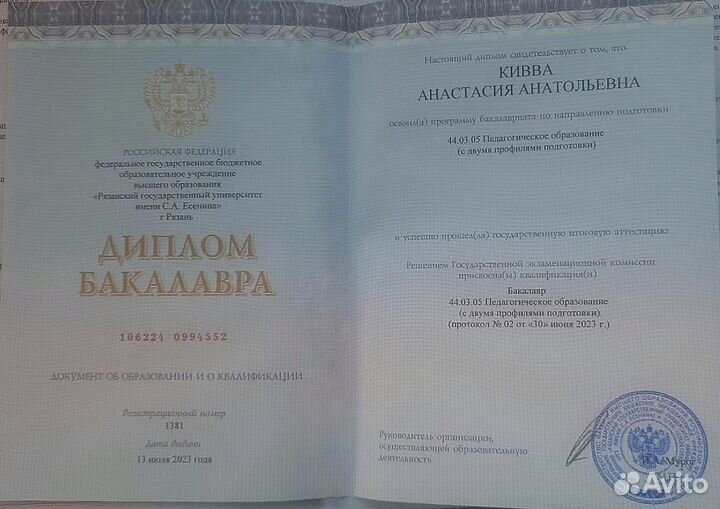 РОССИЙСКАЯ ФЕДЕРАЦИЯ
федеральное государственное бюджетное
образовательное учреждение
высшего образования
«Рязанский государственный университет
имени С.А. Есенина»
г Рязань
ДИПЛОМ
БАКАЛАВРА
106224 0994552
ДОКУМЕНТ ОБ ОБРАЗОВАНИИ И О КВАЛИФИКАЦИИ
Регистрационный номер
1381
Дата выдачи
13 июля 2023 года
Настоящий диплом свидетельствует о том, что
КИВВА
АНАСТАСИЯ АНАТОЛЬЕВНА
освоил(а) программу бакалавриата по направлению подготовки
44.03.05 Педагогическое образование
(с двумя профилями подготовки)
и успешно прошел(ла) государственную итоговую аттестацию
Решением Государственной экзаменационной комиссии
присвоена(ы) квалификация(и)
Бакалавр
44.03.05 Педагогическое образование
(с двумя профилями подготовки)
(протокол № 02 от «30» июня 2023 г.)
Руководитель организации,
осуществляющей образовательную
деятельность
Avito